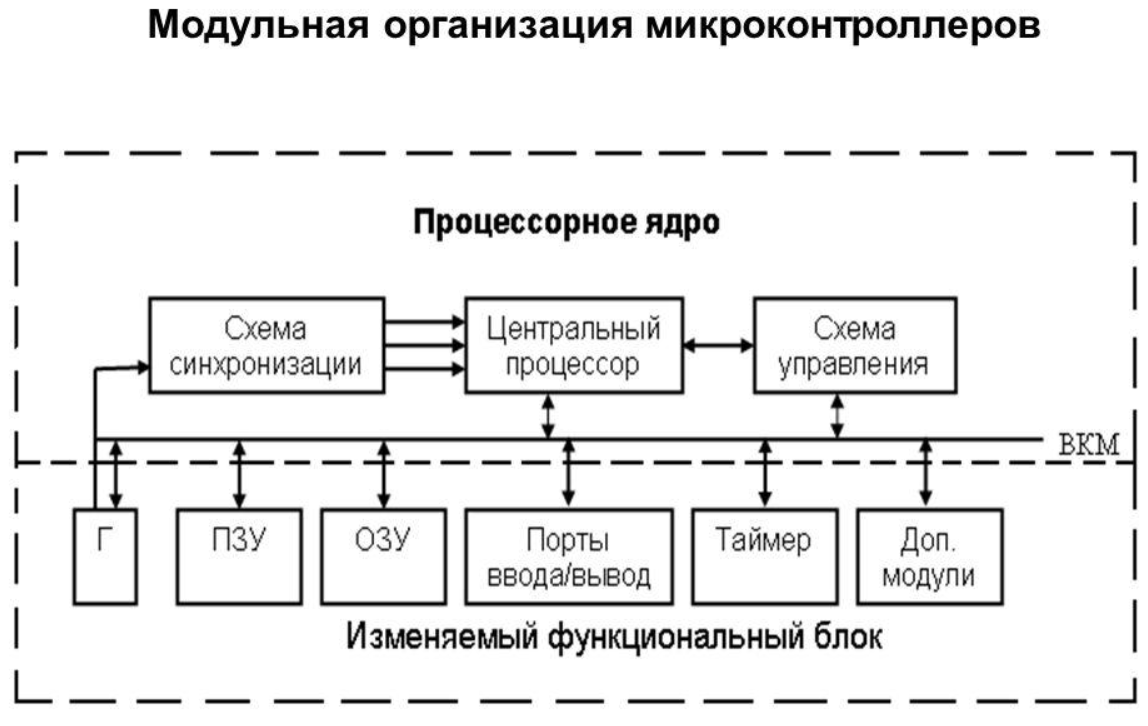 Модульная организация микроконтроллеров
Процессорное ядро
Схема
синхронизации
Центральный
процессор
Схема
управления
ВКМ
Г
ПЗУ
ОЗУ
Порты
ввода/вывод
Таймер
Доп.
модули
Изменяемый функциональный блок